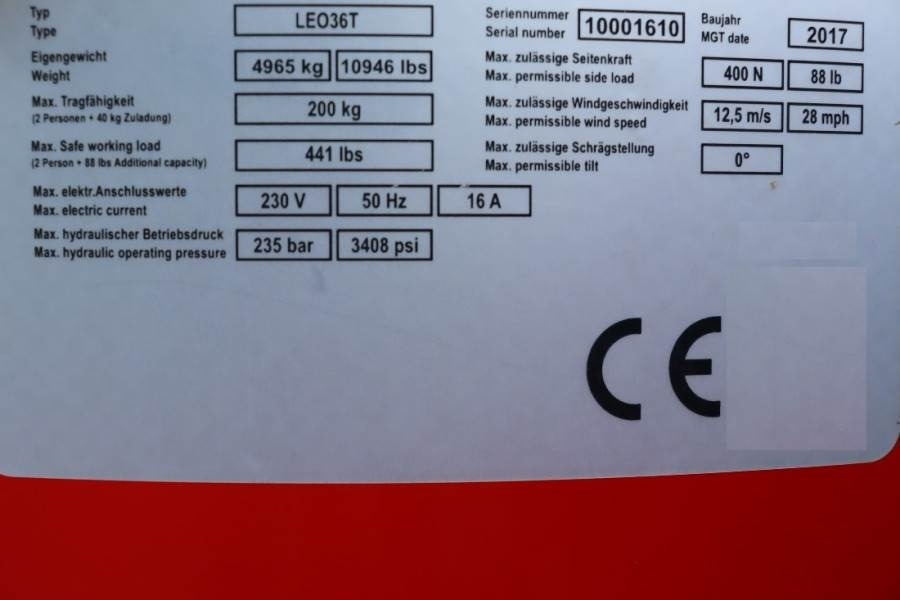 Typ
Type
LEO36T
Eigengewicht
Weight
4965 kg 10946 lbs
Max. Tragfähigkeit
(2 Personen + 40 kg Zuladung)
200 kg
Max. Safe working load
(2 Person + 88 lbs Additional capacity)
441 lbs
Max. elektr.Anschlusswerte
Max. electric current
230 V 50 Hz 16 A
Max. hydraulischer Betriebsdruck
Max. hydraulic operating pressure
235 bar 3408 psi
Seriennummer
Serial number
10001610
Baujahr
MGT date
2017
Max. zulässige Seitenkraft
Max. permissible side load
400 N 88 lb
Max. zulässige Windgeschwindigkeit
Max. permissible wind speed
12,5 m/s 28 mph
Max. zulässige Schrägstellung
Max. permissible tilt
0°
CE